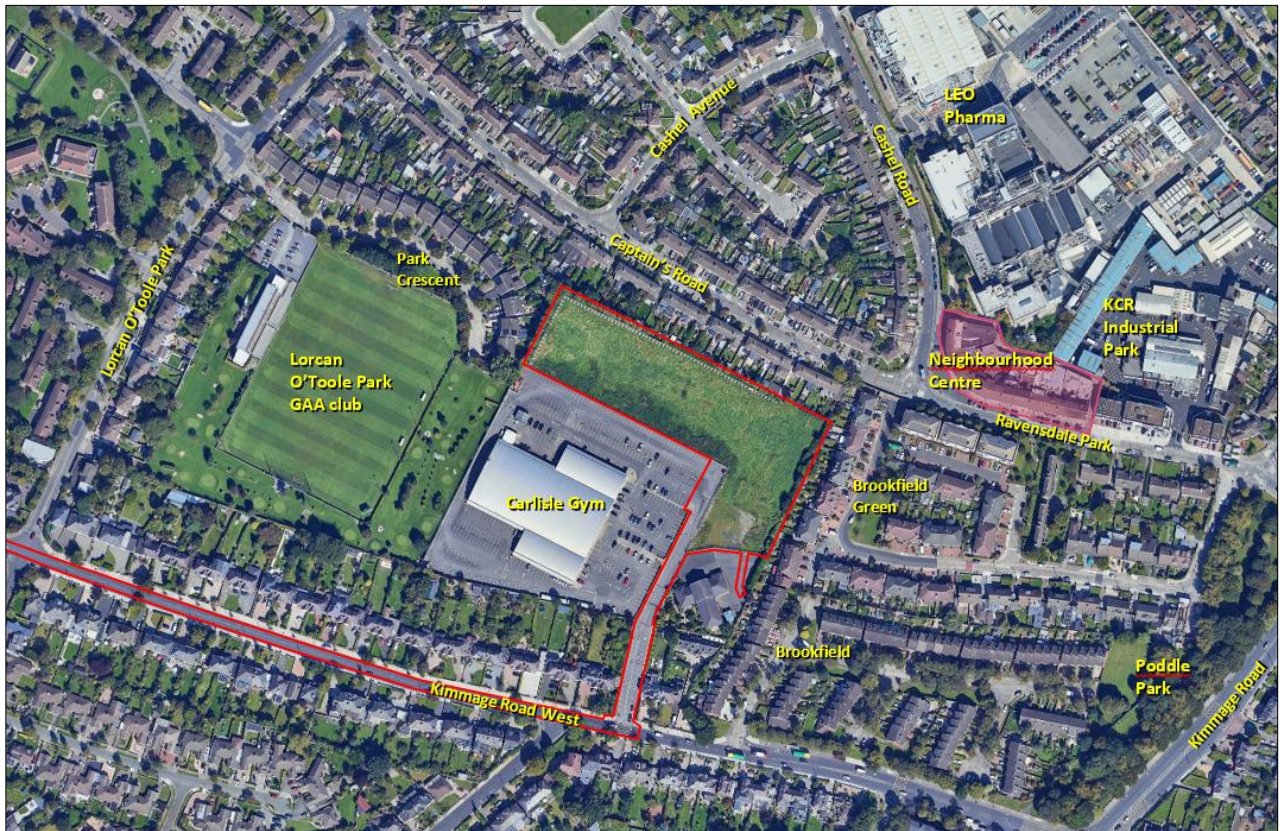 LEO
Pharma
Cashel Avenue
Cashel Road
Captain's Road
Park
Crescent
Lorcan O'Toole Park
KCR
Industrial
Park
Lorcan
O'Toole Park
GAA club
Neighbourhood
Centre
Ravensdale Park
Carlisle Gym
Brookfield
Green
Brookfield
Poddle
Park
Kimmage Road West
Kimmage Road